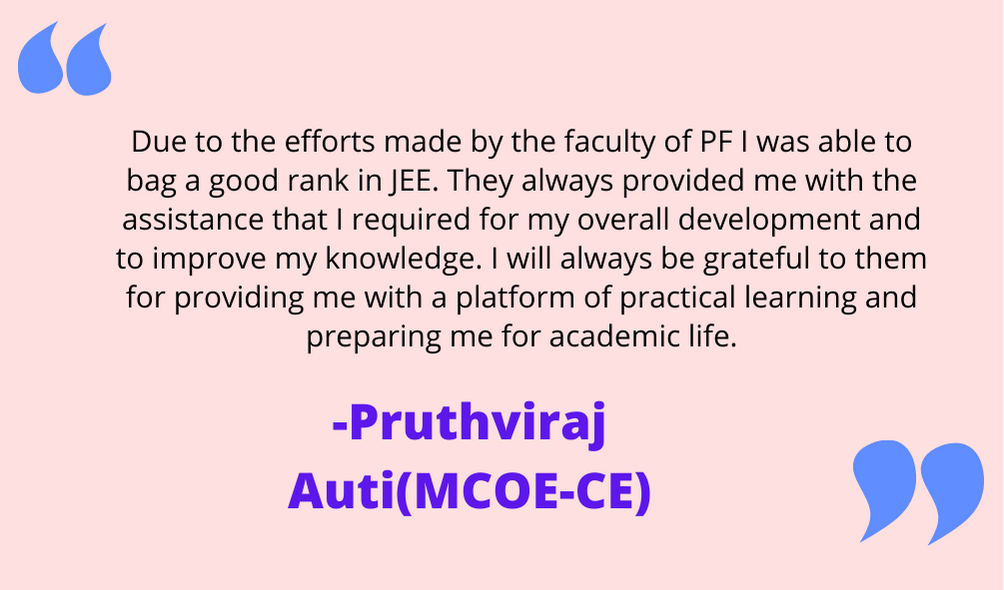 Due to the efforts made by the faculty of PF I was able to
bag a good rank in JEE. They always provided me with the
assistance that I required for my overall development and
to improve my knowledge. I will always be grateful to them
for providing me with a platform of practical learning and
preparing me for academic life.
-Pruthviraj
Auti(MCOE-CE)